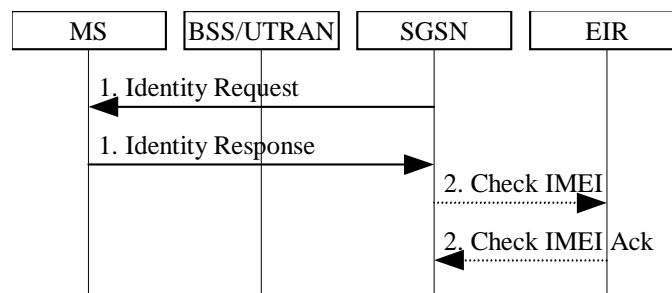 MS BSS/UTRAN SGSN EIR
1. Identity Request
1. Identity Response
2. Check IMEI
2. Check IMEI Ack